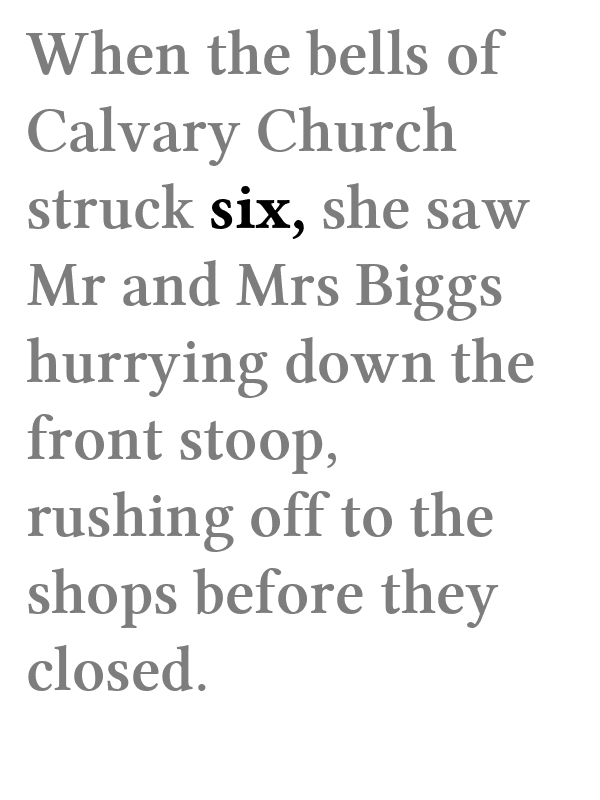 When the bells of
Calvary Church
struck six, she saw
Mr and Mrs Biggs
hurrying down the
front stoop,
rushing off to the
shops before they
closed.